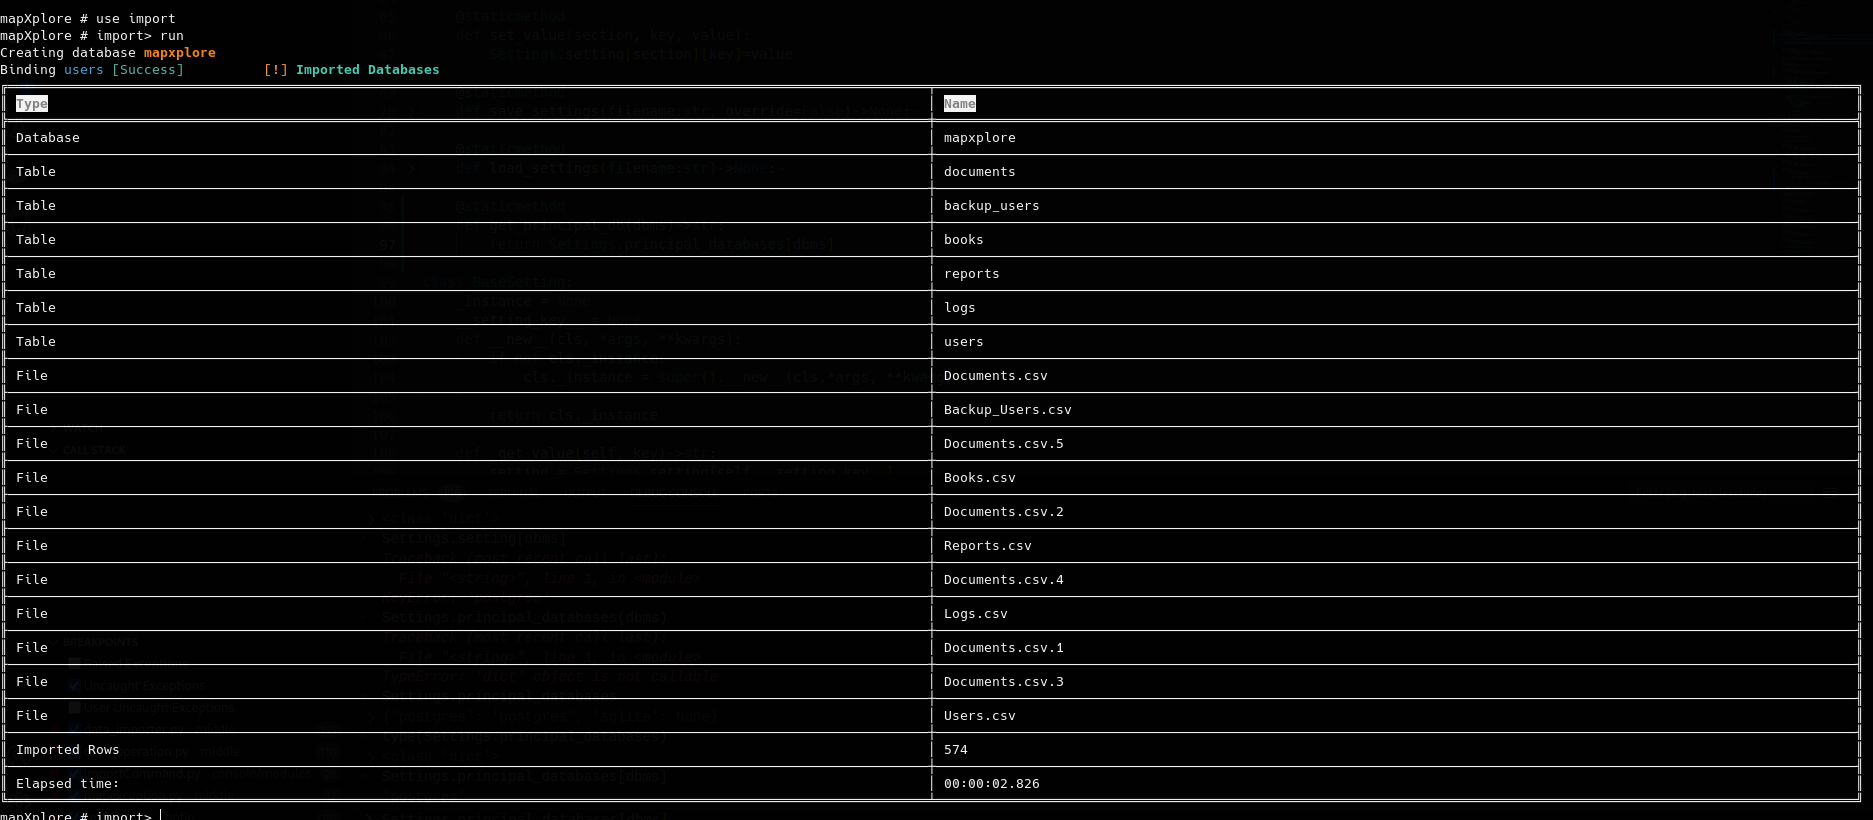 mapXplore # use import
mapXplore # import> run
Creating database mapxplore
Binding users [Success] [!] Imported Databases
Type Name
Database mapxplore
Table documents
Table backup_users
Table books
Table reports
Table logs
Table users
File Documents.csv
File Backup_Users.csv
File Documents.csv.5
File Books.csv
File Documents.csv.2
File Reports.csv
File Documents.csv.4
File Logs.csv
File Documents.csv.1
File Documents.csv.3
File Users.csv
Imported Rows 574
Elapsed time: 00:00:02.826
mapXplore # import>